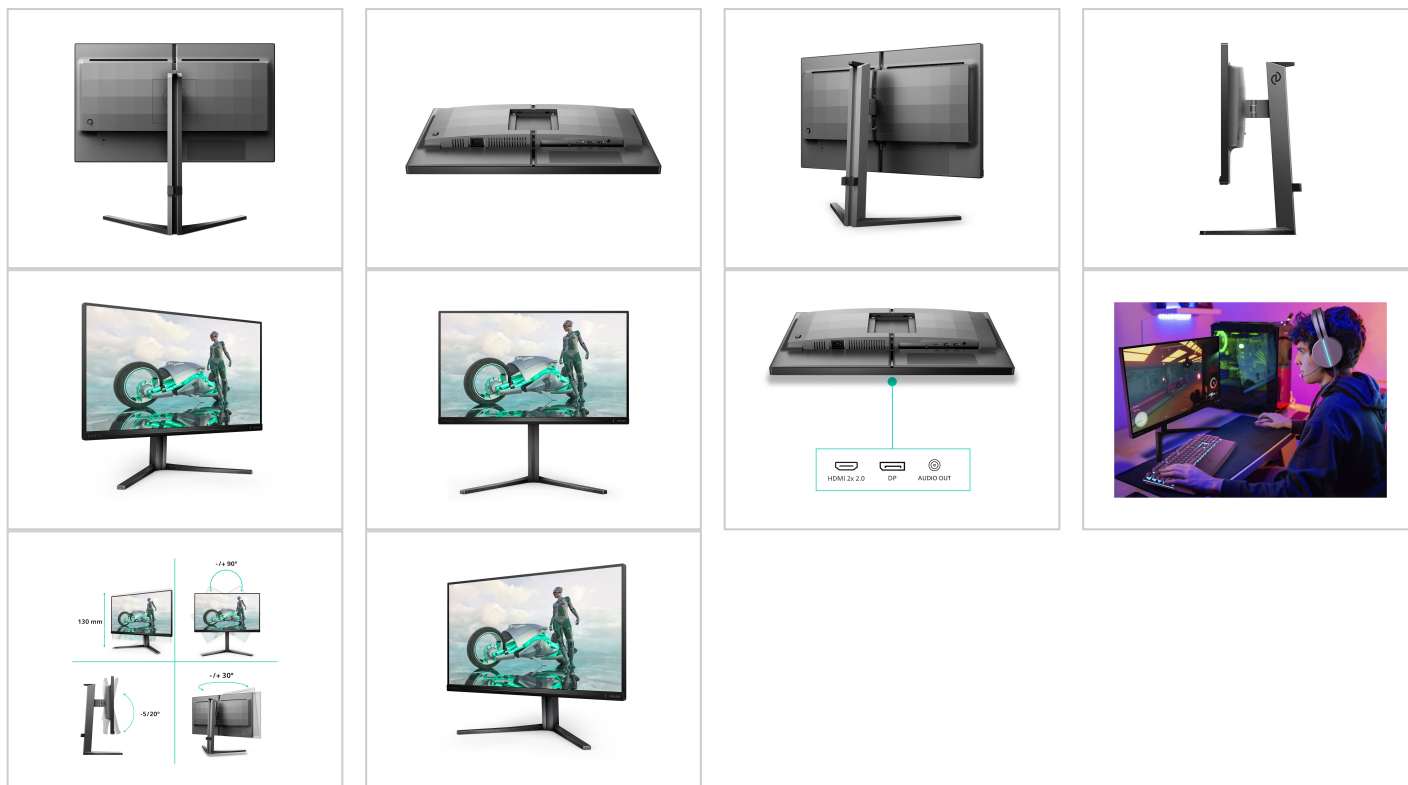 HDMI 2x 2.0
DP
AUDIO OUT
130 mm
-/+ 90°
-5/20°
-/+ 30°